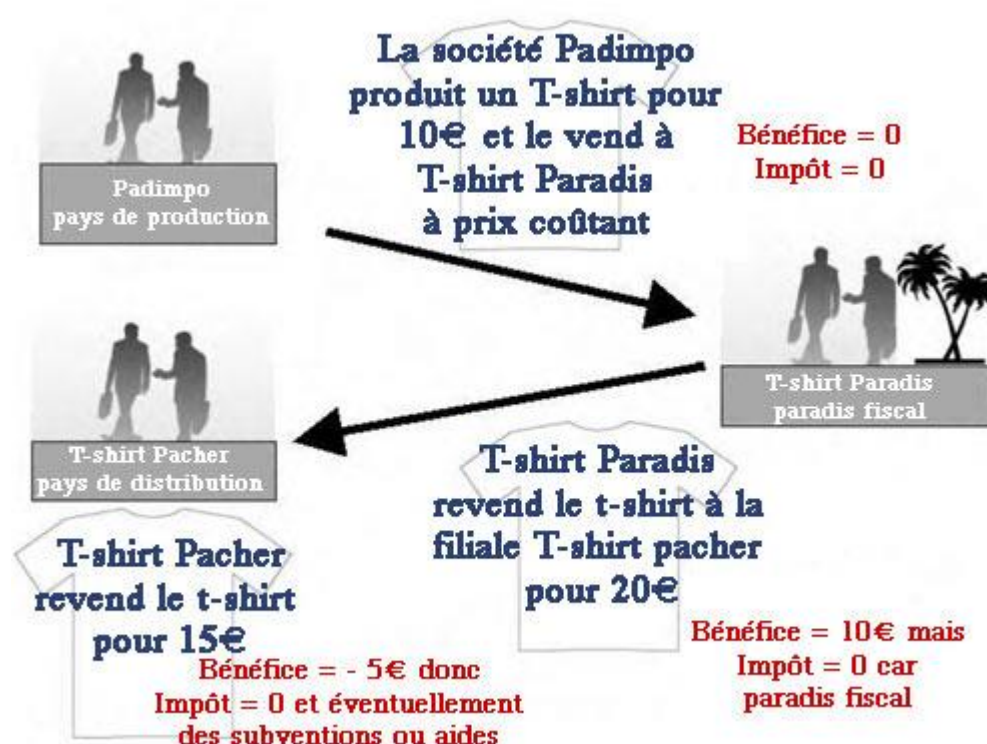 La société Padimpo
produit un T-shirt pour
10€ et le vend à
T-shirt Paradis
à prix coûtant
Bénéfice = 0
Impôt = 0
Padimpo
pays de production
T-shirt Paradis
paradis fiscal
T-shirt Pacher
pays de distribution
T-shirt Paradis
revend le t-shirt à la
filiale T-shirt pacher
pour 20€
Bénéfice = 10€ mais
Impôt = 0 car
paradis fiscal
T-shirt Pacher
revend le t-shirt
pour 15€
Bénéfice = - 5€ donc
Impôt = 0 et éventuellement
des subventions ou aides